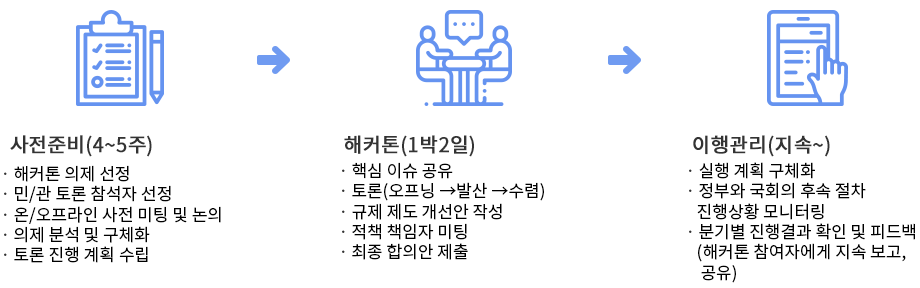 사전준비(4~5주)
· 해커톤 의제 선정
· 민/관 토론 참석자 선정
· 온/오프라인 사전 미팅 및 논의
· 의제 분석 및 구체화
· 토론 진행 계획 수립
해커톤(1박2일)
· 핵심 이슈 공유
· 토론(오프닝 →발산 →수렴)
· 규제 제도 개선안 작성
· 적책 책임자 미팅
· 최종 합의안 제출
이행관리(지속~)
· 실행 계획 구체화
· 정부와 국회의 후속 절차
진행상황 모니터링
· 분기별 진행결과 확인 및 피드백
(해커톤 참여자에게 지속 보고,
공유)